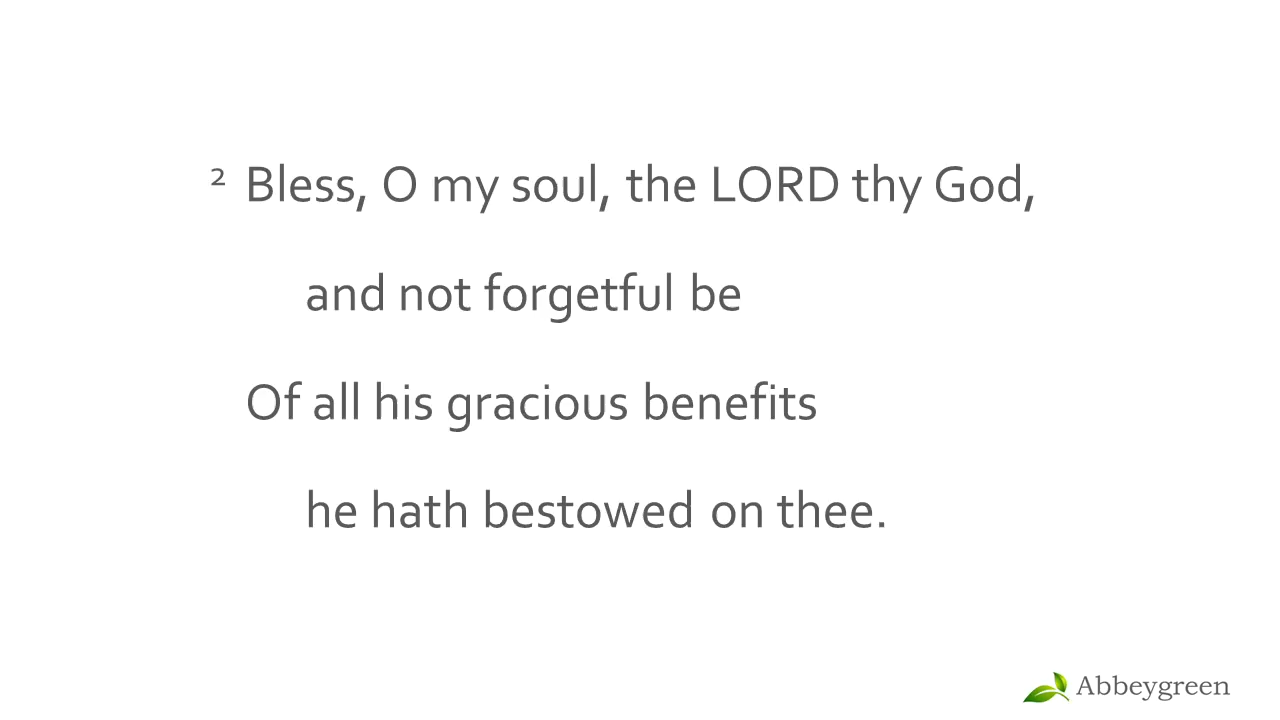 2 Bless, O my soul, the LORD thy God,
and not forgetful be
Of all his gracious benefits
he hath bestowed on thee.
Abbeygreen